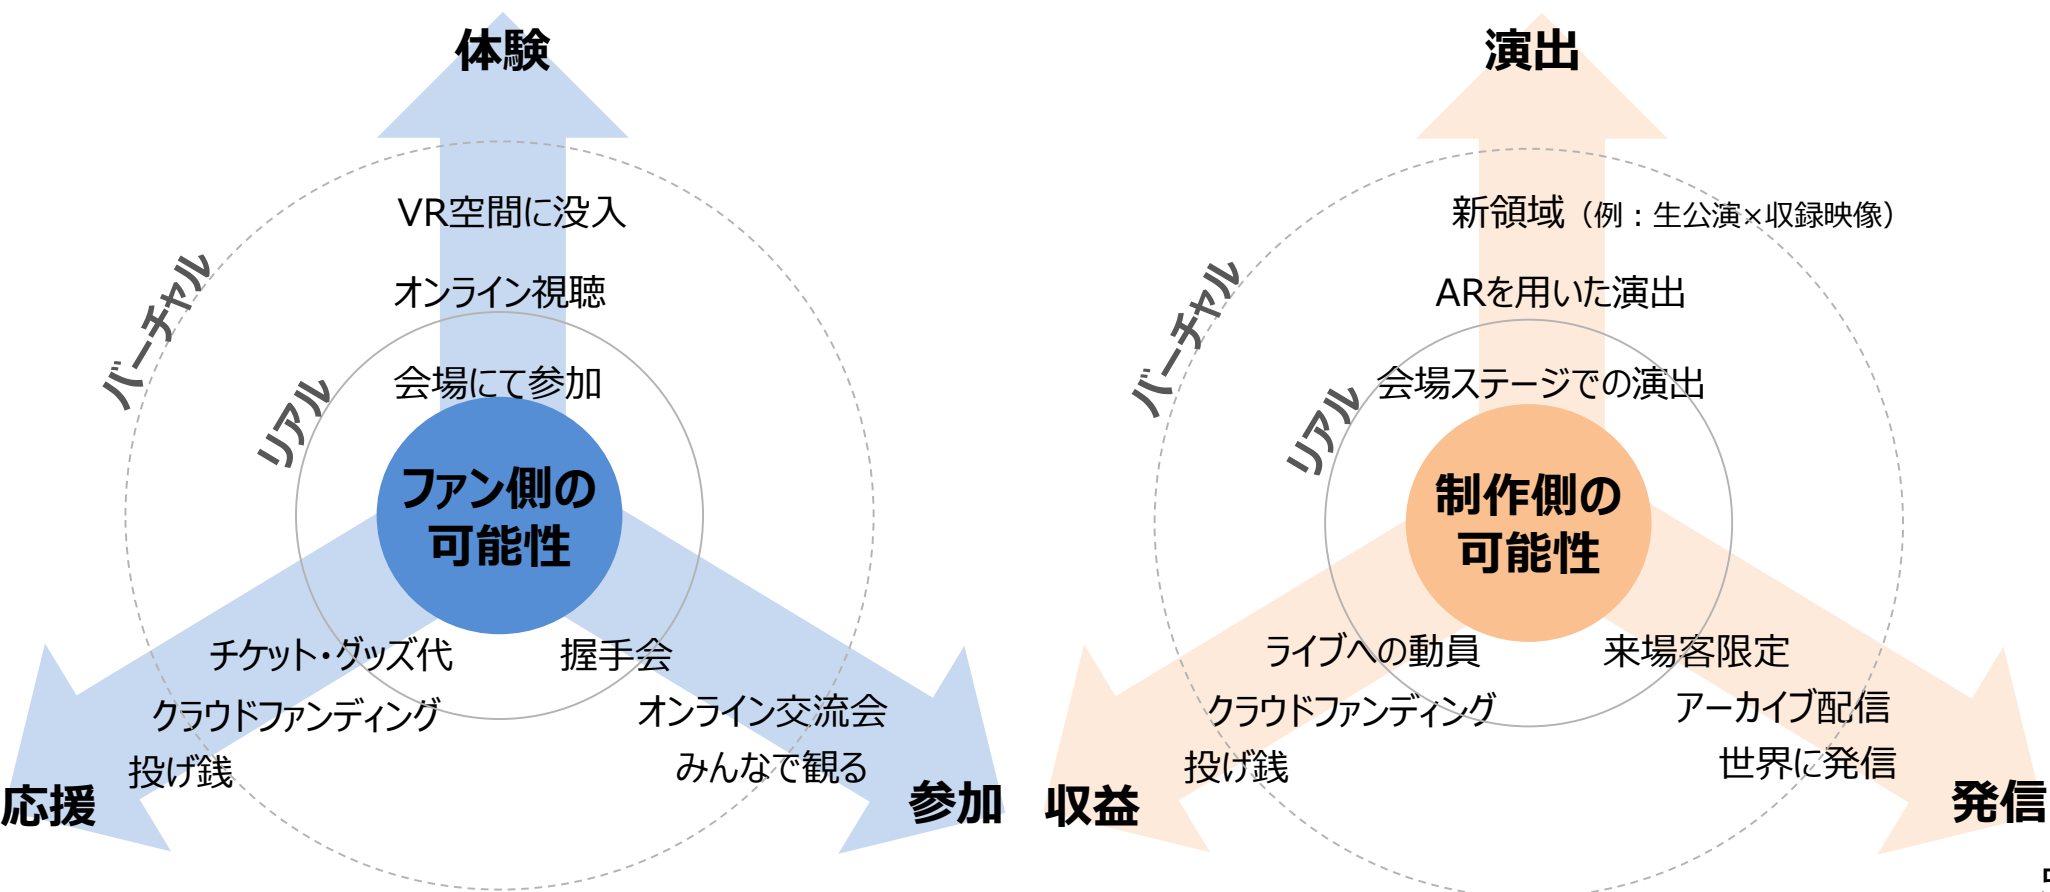 体験
VR空間に没入
オンライン視聴
会場にて参加
バーチャル
リアル
ファン側の
可能性
チケット・グッズ代
クラウドファンディング
投げ銭
応援
握手会
オンライン交流会
みんなで観る
参加
演出
新領域（例：生公演×収録映像）
ARを用いた演出
会場ステージでの演出
バーチャル
リアル
制作側の
可能性
ライブへの動員
クラウドファンディング
投げ銭
収益
来場客限定
アーカイブ配信
世界に発信
発信